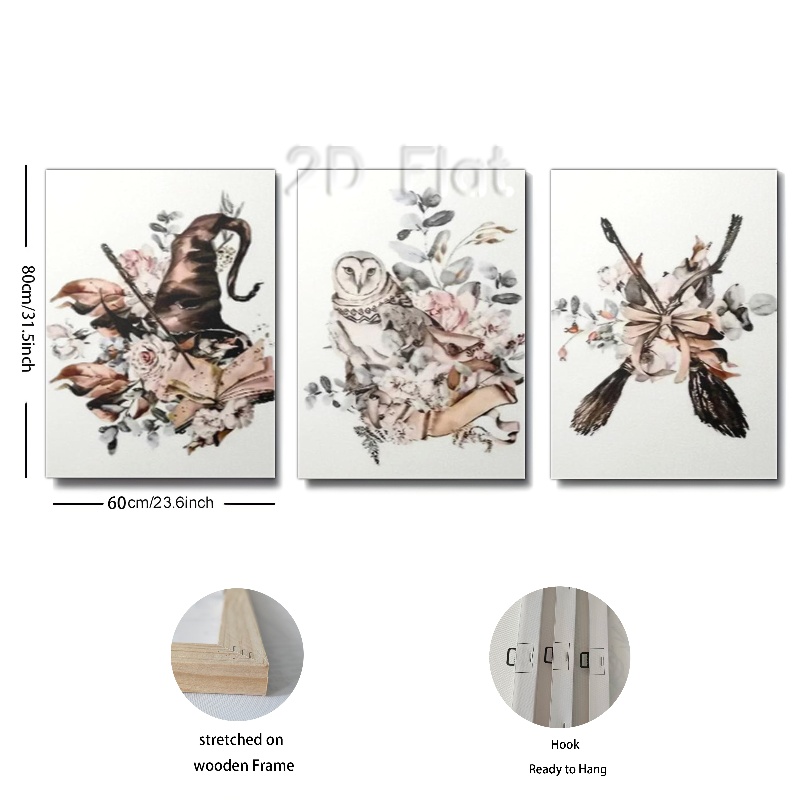 2D Flat.
80cm/31.5inch
60cm/23.6inch
stretched on
wooden Frame
Hook
Ready to Hang